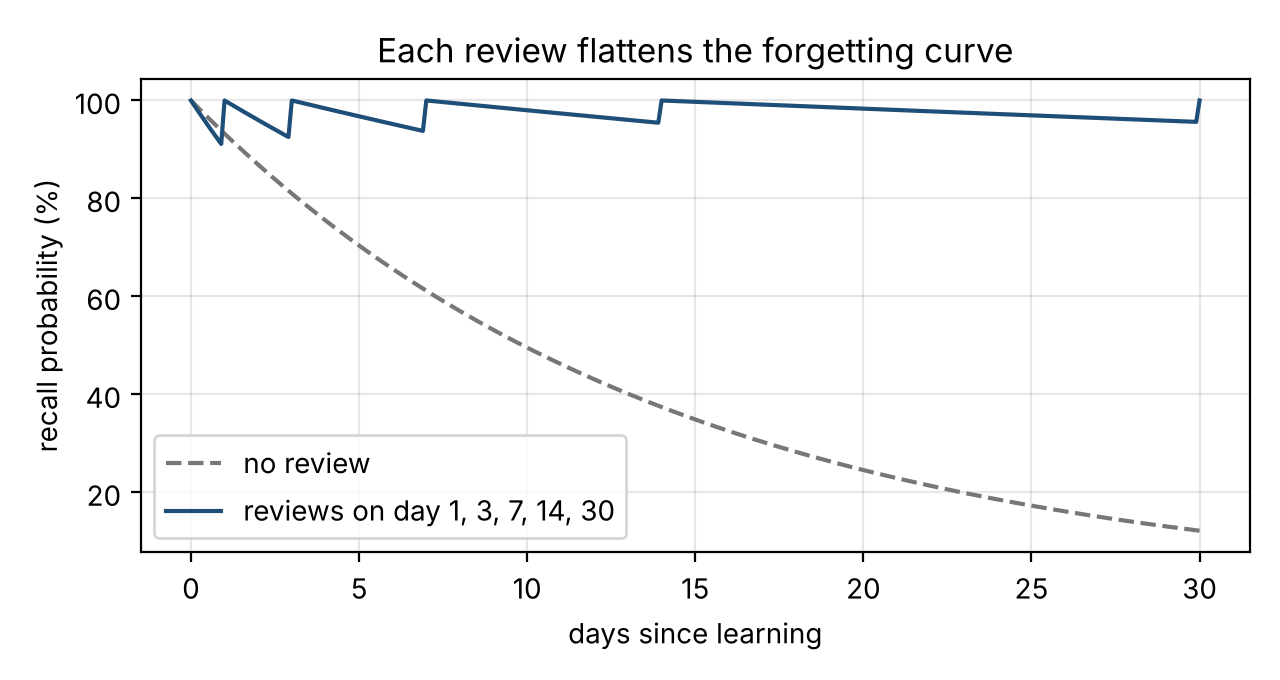 Each review flattens the forgetting curve
recall probability (%)
100
80
60
40
20
no review
reviews on day 1, 3, 7, 14, 30
0 5 10 15 20 25 30
days since learning